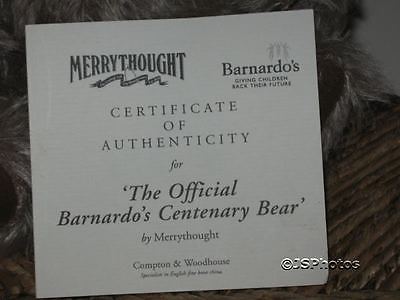 MERRYTHOUGHT
Barnardo's
GIVING CHILDREN
BACK THEIR FUTURE
CERTIFICATE
OF
AUTHENTICITY
for
'The Official
Barnardo's Centenary Bear'
by Merrythought
Compton & Woodhouse
Specialists in English fine bone china.
©JSPhotos